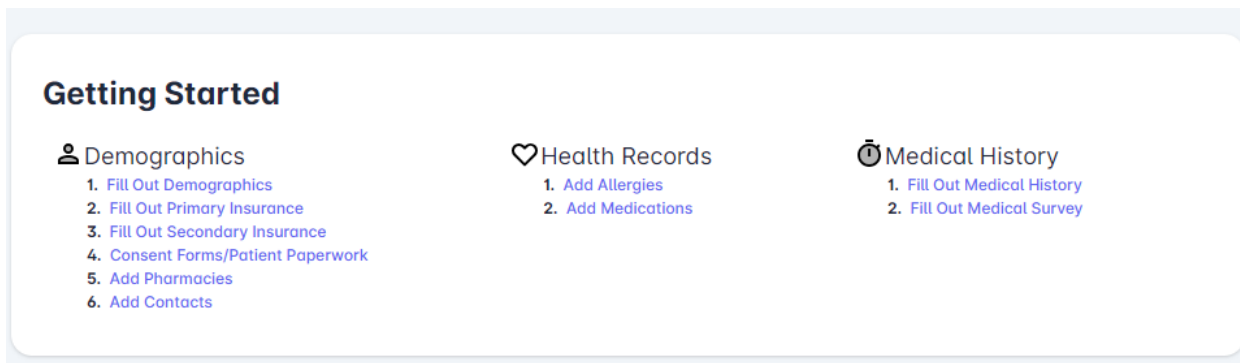 Getting Started
Demographics
1. Fill Out Demographics
2. Fill Out Primary Insurance
3. Fill Out Secondary Insurance
4. Consent Forms/Patient Paperwork
5. Add Pharmacies
6. Add Contacts
Health Records
1. Add Allergies
2. Add Medications
Medical History
1. Fill Out Medical History
2. Fill Out Medical Survey